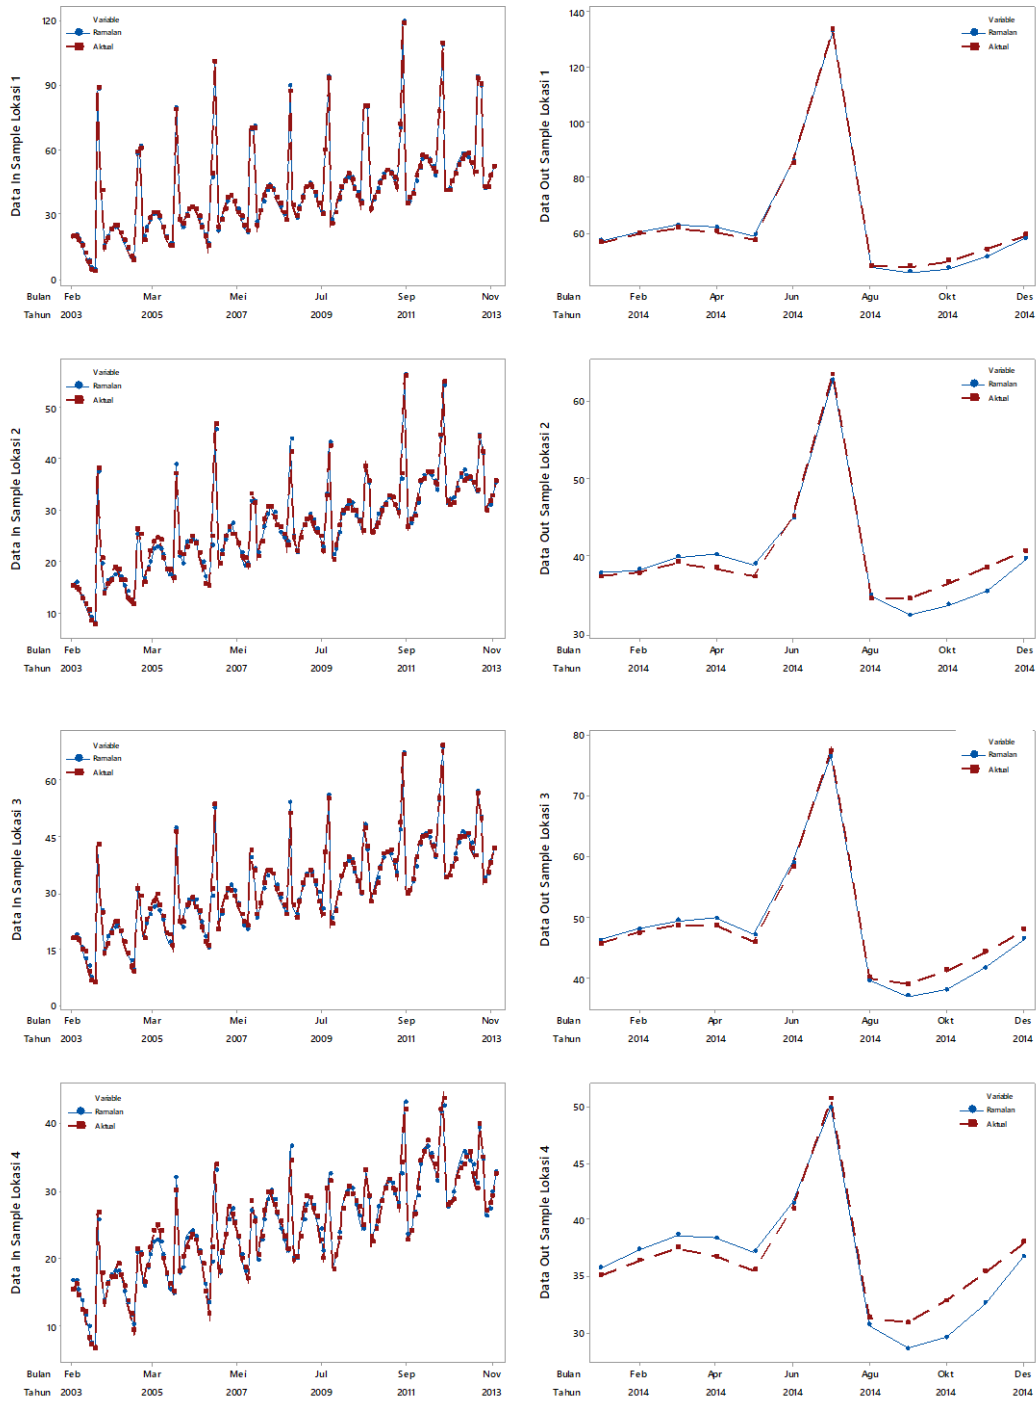 Data In Sample Lokasi 1
Variable
Ramalan
Aktual
120
90
60
30
0
Bulan Feb Mar Mei Jul Sep Nov
Tahun 2003 2005 2007 2009 2011 2013
Data Out Sample Lokasi 1
Variable
Ramalan
Aktual
140
120
100
80
60
Bulan Feb Apr Jun Agu Okt Des
Tahun 2014 2014 2014 2014 2014 2014
Data In Sample Lokasi 2
Variable
Ramalan
Aktual
50
40
30
20
10
Bulan Feb Mar Mei Jul Sep Nov
Tahun 2003 2005 2007 2009 2011 2013
Data Out Sample Lokasi 2
Variable
Ramalan
Aktual
60
50
40
30
Bulan Feb Apr Jun Agu Okt Des
Tahun 2014 2014 2014 2014 2014 2014
Data In Sample Lokasi 3
Variable
Ramalan
Aktual
60
45
30
15
0
Bulan Feb Mar Mei Jul Sep Nov
Tahun 2003 2005 2007 2009 2011 2013
Data Out Sample Lokasi 3
Variable
Ramalan
Aktual
80
70
60
50
40
Bulan Feb Apr Jun Agu Okt Des
Tahun 2014 2014 2014 2014 2014 2014
Data In Sample Lokasi 4
Variable
Ramalan
Aktual
40
30
20
10
Bulan Feb Mar Mei Jul Sep Nov
Tahun 2003 2005 2007 2009 2011 2013
Data Out Sample Lokasi 4
Variable
Ramalan
Aktual
50
45
40
35
30
Bulan Feb Apr Jun Agu Okt Des
Tahun 2014 2014 2014 2014 2014 2014